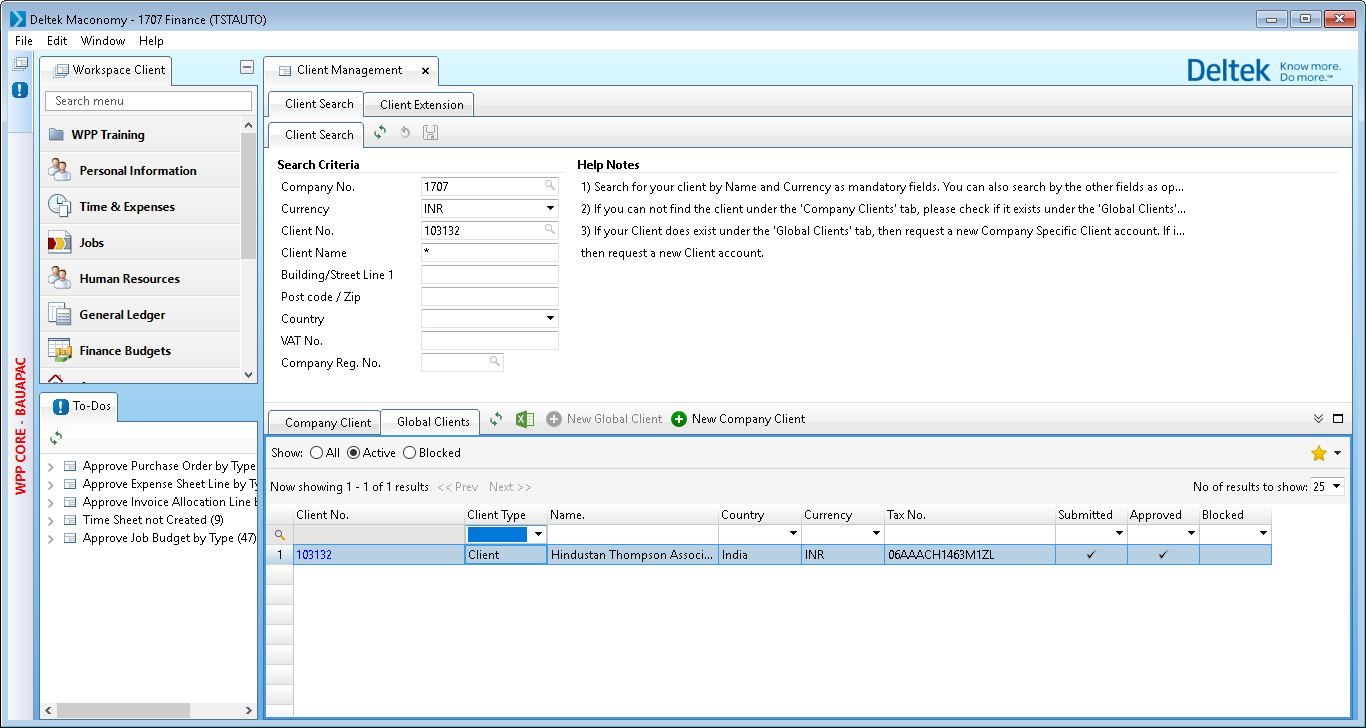 Deltek Maconomy - 1707 Finance (TSTAUTO)
File Edit Window Help
WPP CORE - BAUAPAC
Workspace Client
Search menu
WPP Training
Personal Information
Time & Expenses
Jobs
Human Resources
General Ledger
Finance Budgets
To-Dos
Approve Purchase Order by Type
Approve Expense Sheet Line by Ty
Approve Invoice Allocation Line b
Time Sheet not Created (9)
Approve Job Budget by Type (47)
Client Management
Deltek Know more.
Do more.™
Client Search Client Extension
Client Search
Search Criteria
Company No. 1707
Currency INR
Client No. 103132
Client Name *
Building/Street Line 1
Post code / Zip
Country
VAT No.
Company Reg. No.
Help Notes
1) Search for your client by Name and Currency as mandatory fields. You can also search by the other fields as op...
2) If you can not find the client under the 'Company Clients' tab, please check if it exists under the 'Global Clients'...
3) If your Client does exist under the 'Global Clients' tab, then request a new Company Specific Client account. If i...
then request a new Client account.
Company Client Global Clients New Global Client New Company Client
Show: All Active Blocked
Now showing 1 - 1 of 1 results << Prev Next >> No of results to show: 25
Client No. Client Type Name. Country Currency Tax No. Submitted Approved Blocked
1 103132 Client Hindustan Thompson Associ... India INR 06AAACH1463M1ZL ✓ ✓